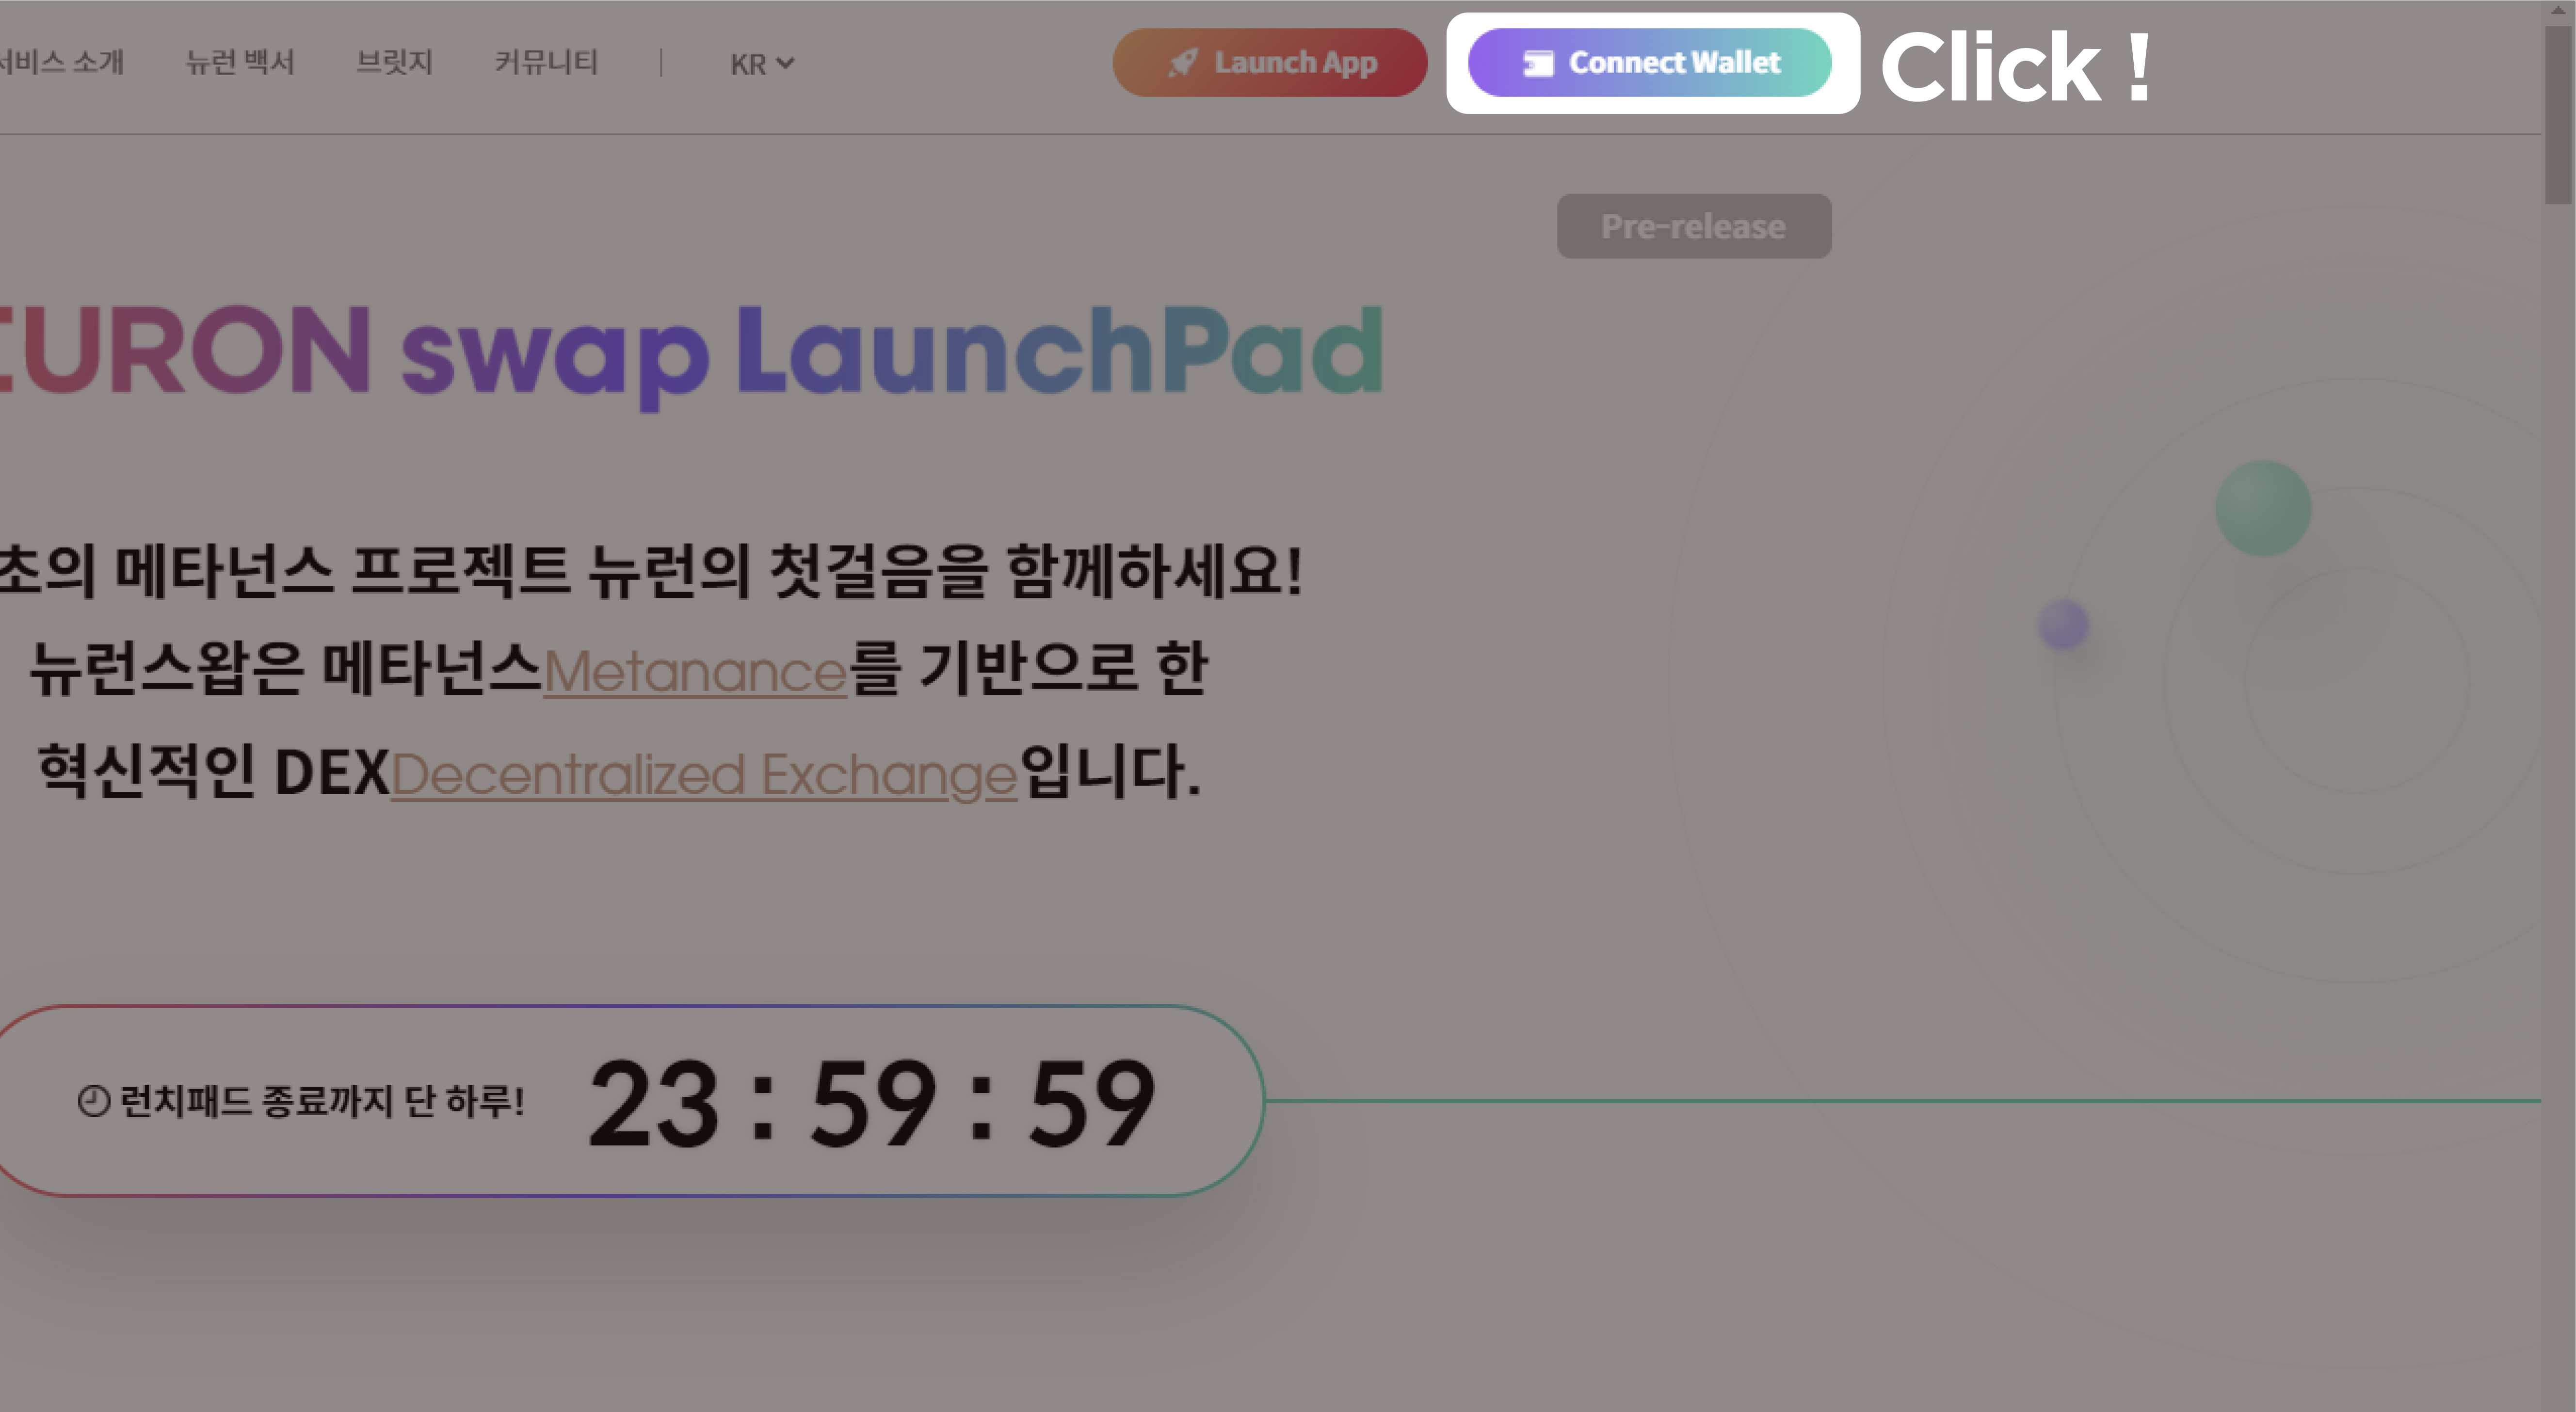 서비스 소개 뉴런 백서 브릿지 커뮤니티 KR Launch App Connect Wallet Click !
Pre-release
EURON swap LaunchPad
초의 메타넌스 프로젝트 뉴런의 첫걸음을 함께하세요!
뉴런스왑은 메타넌스Metanance를 기반으로 한
혁신적인 DEXDecentralized Exchange입니다.
런치패드 종료까지 단 하루! 23 : 59 : 59